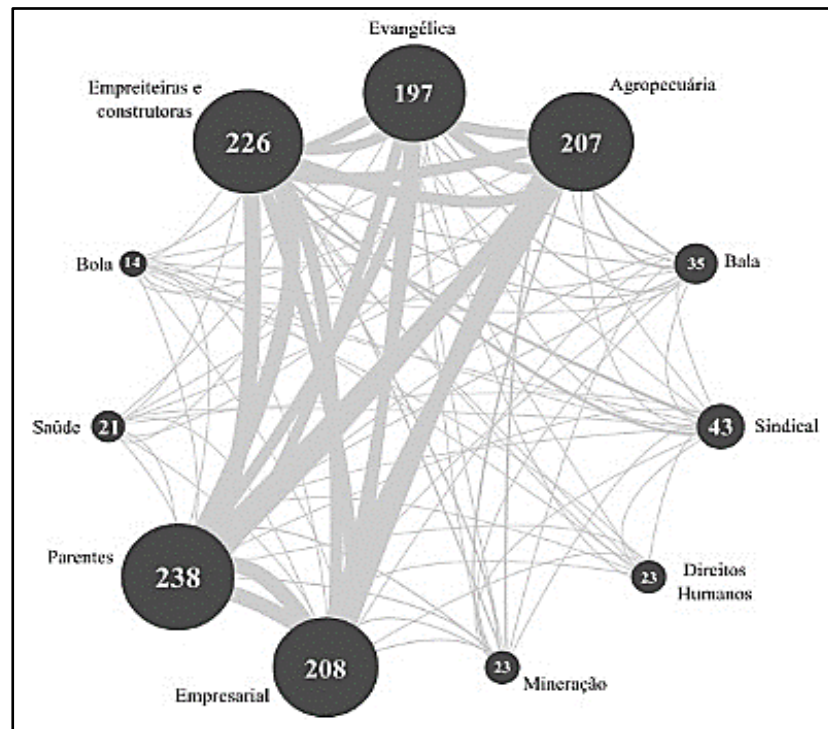 Evangélica
197
Empreiteiras e
construtoras
226
Agropecuária
207
Bola
14
35
Bala
Saúde
21
43
Sindical
Parentes
238
23
Direitos
Humanos
208
Empresarial
23
Mineração